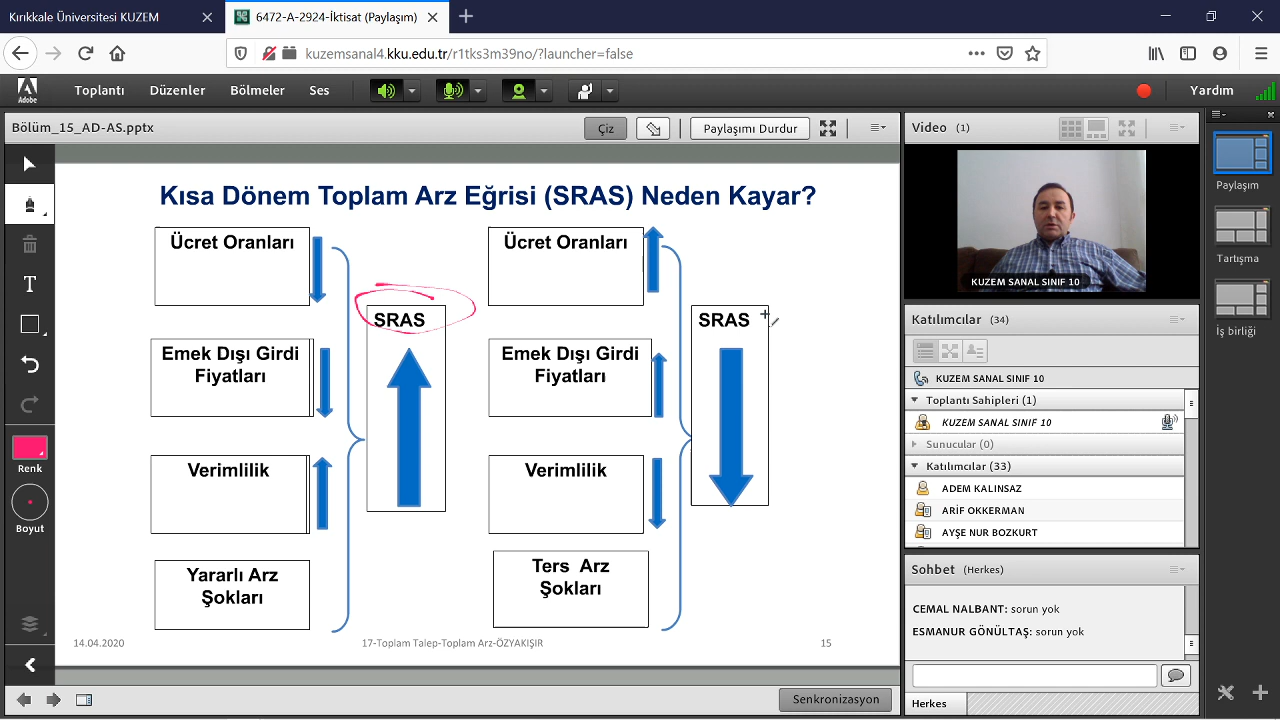 Kırıkkale Üniversitesi KUZEM
6472-A-2924-İktisat (Paylaşım)
kuzemsanal4.kku.edu.tr/r1tks3m39no/?launcher=false
Adobe
Toplantı
Düzenler
Bölmeler
Ses
Yardım
Bölüm_15_AD-AS.pptx
Çiz
Paylaşımı Durdur
Kısa Dönem Toplam Arz Eğrisi (SRAS) Neden Kayar?
Ücret Oranları
SRAS
Emek Dışı Girdi
Fiyatları
Verimlilik
Yararlı Arz
Şokları
Ücret Oranları
SRAS
Emek Dışı Girdi
Fiyatları
Verimlilik
Ters Arz
Şokları
14.04.2020
17-Toplam Talep-Toplam Arz-ÖZYAKIŞIR
15
Renk
Boyut
Senkronizasyon
Video (1)
KUZEM SANAL SINIF 10
Katılımcılar (34)
KUZEM SANAL SINIF 10
Toplantı Sahipleri (1)
KUZEM SANAL SINIF 10
Sunucular (0)
Katılımcılar (33)
ADEM KALINSAZ
ARİF OKKERMAN
AYŞE NUR BOZKURT
Sohbet (Herkes)
CEMAL NALBANT: sorun yok
ESMANUR GÖNÜLTAŞ: sorun yok
Herkes
Paylaşım
Tartışma
İş birliği